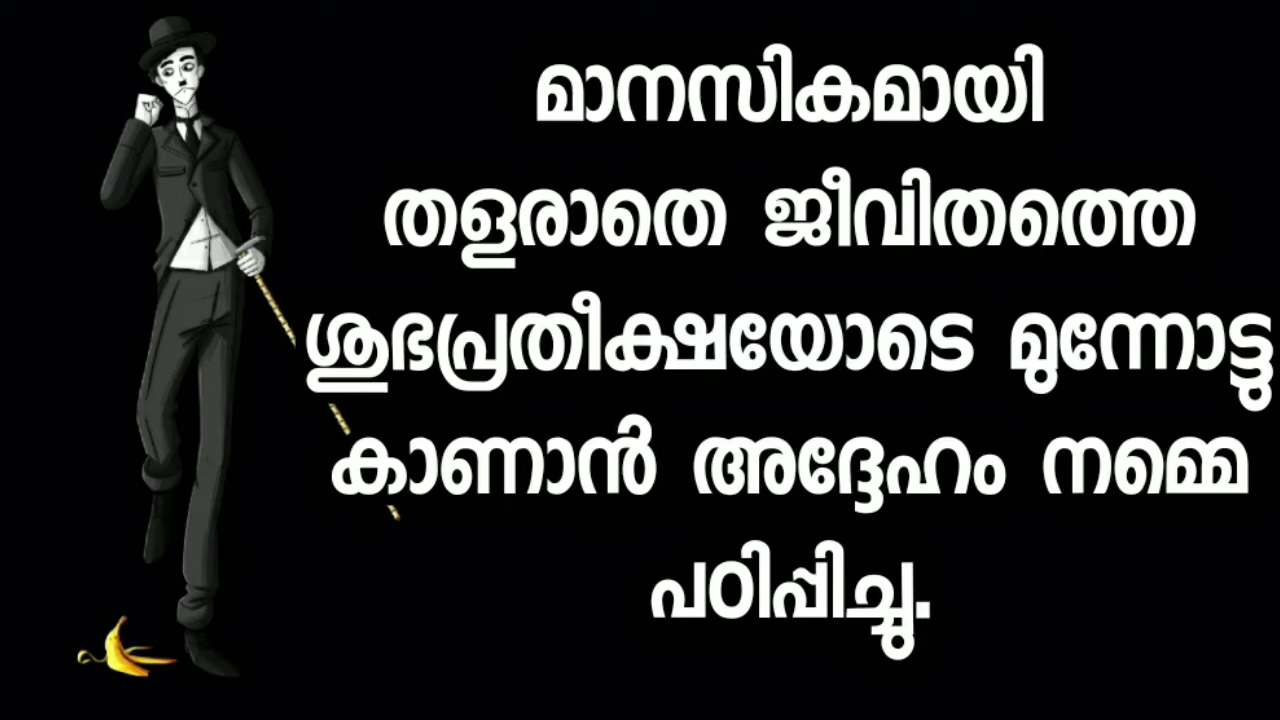 മാനസികമായി
തളരാതെ ജീവിതത്തെ
ശുഭപ്രതീക്ഷയോടെ മുന്നോട്ടു
കാണാൻ അദ്ദേഹം നമ്മെ
പഠിപ്പിച്ചു.